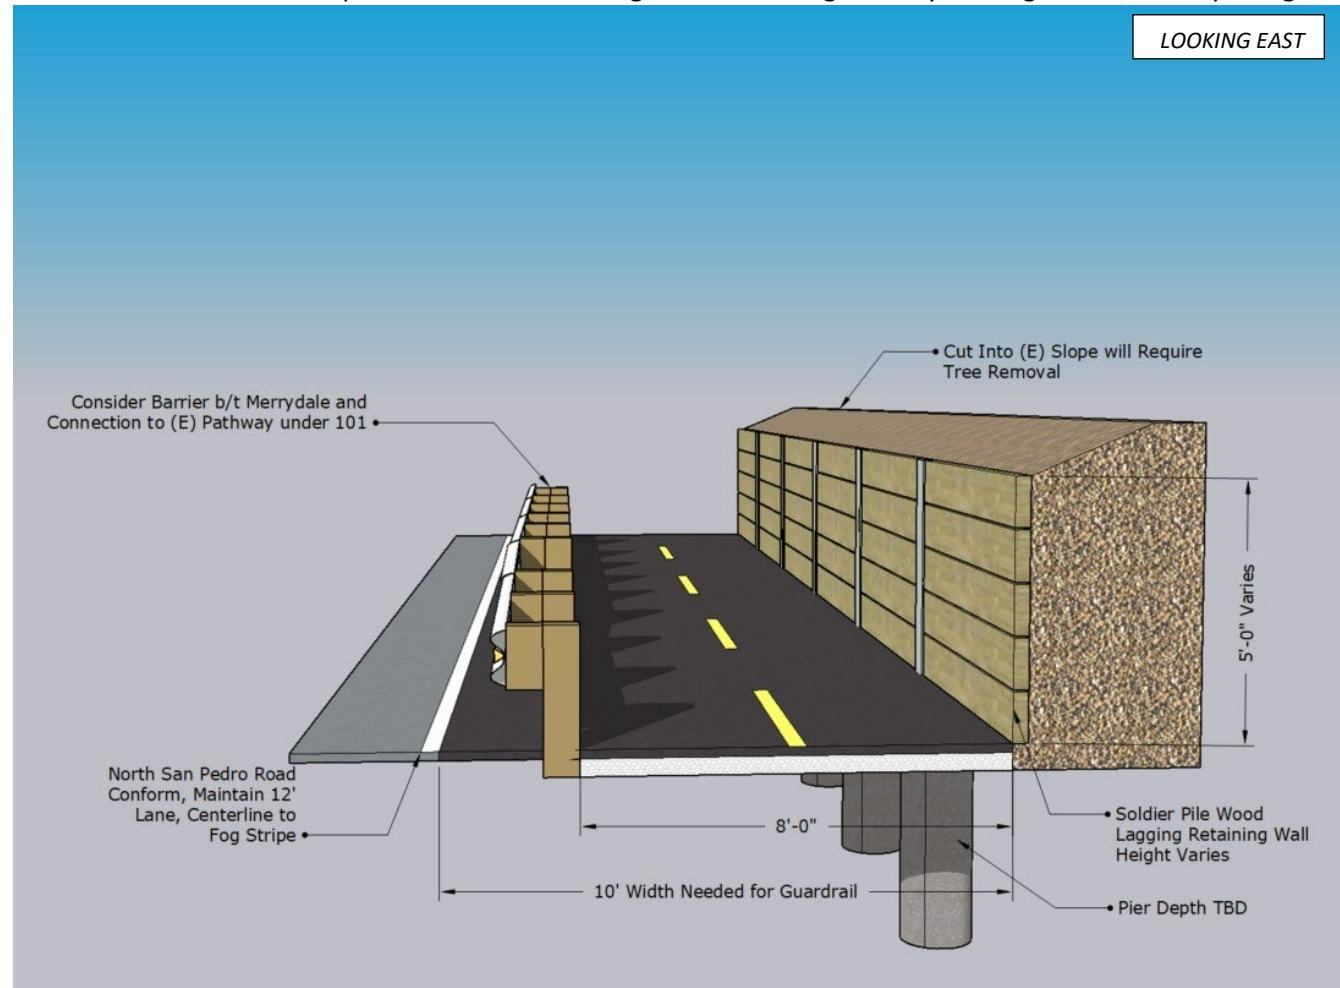 LOOKING EAST
Cut Into (E) Slope will Require
Tree Removal
Consider Barrier b/t Merrydale and
Connection to (E) Pathway under 101
5'-0" Varies
North San Pedro Road
Conform, Maintain 12'
Lane, Centerline to
Fog Stripe
8'-0"
Soldier Pile Wood
Lagging Retaining Wall
Height Varies
10' Width Needed for Guardrail
Pier Depth TBD